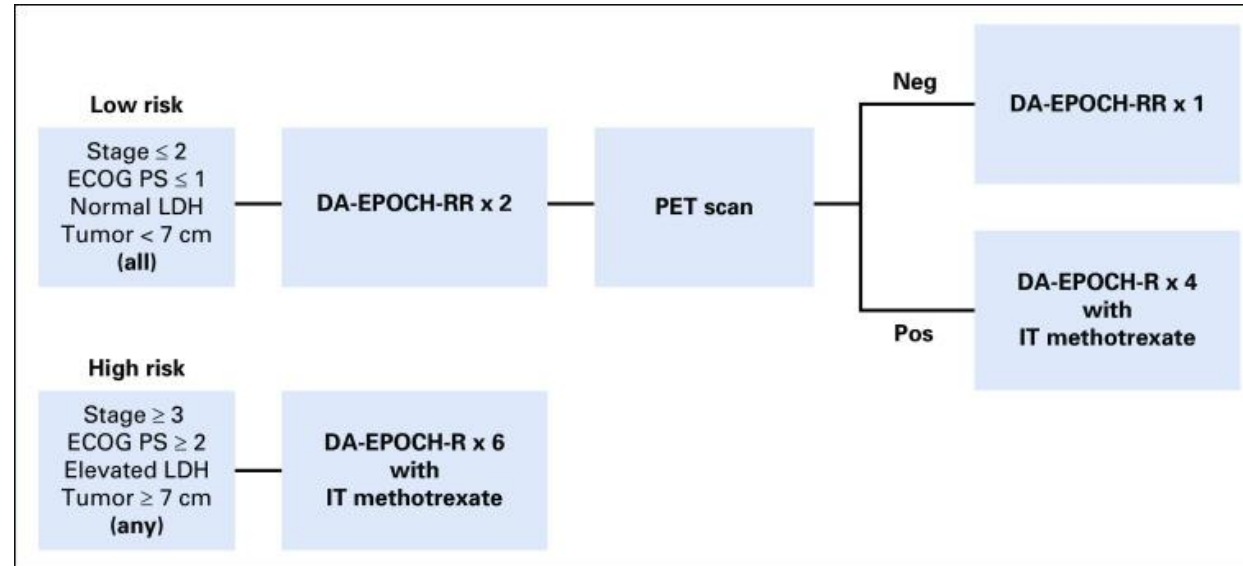 Low risk
Stage ≤ 2
ECOG PS ≤ 1
Normal LDH
Tumor < 7 cm
(all)
DA-EPOCH-RR x 2
PET scan
Neg
DA-EPOCH-RR x 1
Pos
DA-EPOCH-R x 4
with
IT methotrexate
High risk
Stage ≥ 3
ECOG PS ≥ 2
Elevated LDH
Tumor ≥ 7 cm
(any)
DA-EPOCH-R x 6
with
IT methotrexate